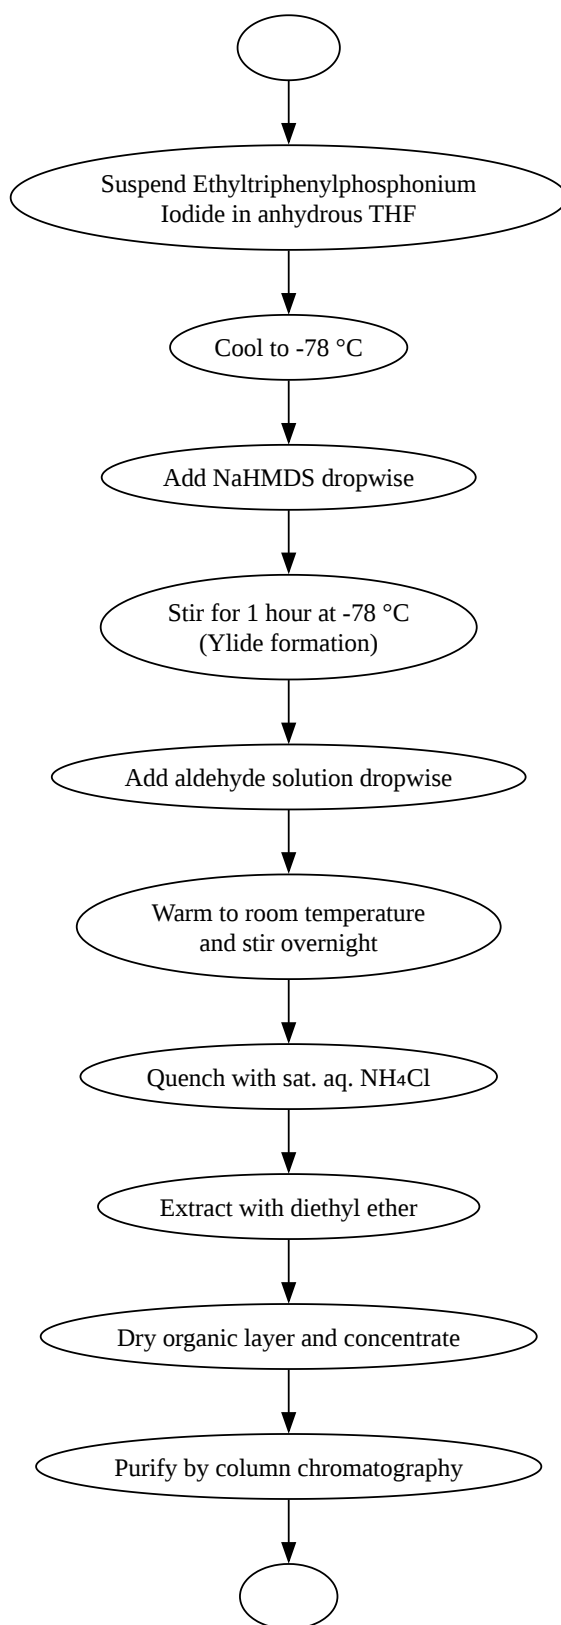 Suspend Ethyltriphenylphosphonium
Iodide in anhydrous THF
Cool to -78 °C
Add NaHMDS dropwise
Stir for 1 hour at -78 °C
(Ylide formation)
Add aldehyde solution dropwise
Warm to room temperature
and stir overnight
Quench with sat. aq. NH₄Cl
Extract with diethyl ether
Dry organic layer and concentrate
Purify by column chromatography